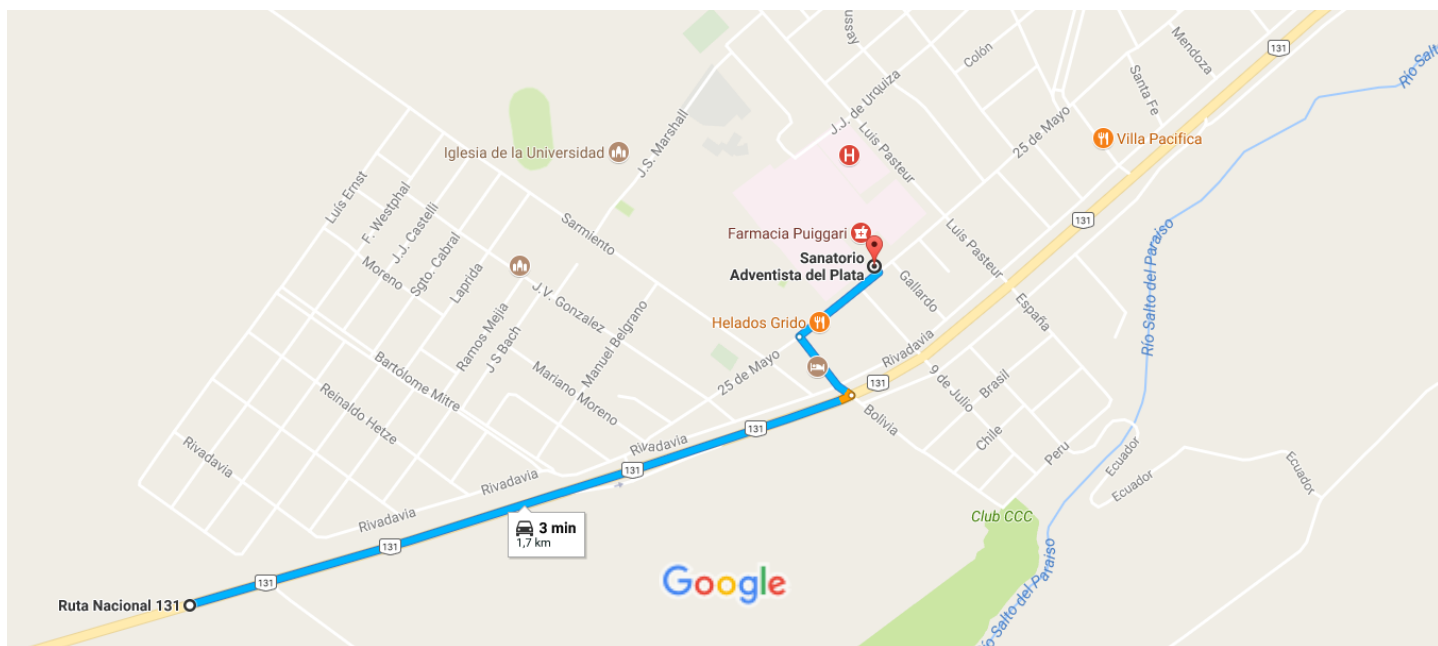 ussay
Colón
Mendoza
Santa Fe
131
Río Salto
J.J. de Urquiza
Luis Pasteur
25 de Mayo
Villa Pacifica
H
Iglesia de la Universidad
J.S. Marshall
Luís Ernst
F. Westphal
J.J. Castelli
Sgto. Cabral
Moreno
Laprida
Sarmiento
131
Farmacia Puiggari
Sanatorio
Adventista del Plata
Luis Pasteur
Gallardo
España
Río Salto del Paraíso
J.V. Gonzalez
Ramos Mejia
J S Bach
Manuel Belgrano
Helados Grido
Rivadavia
Bartólome Mitre
Mariano Moreno
25 de Mayo
131
9 de Julio
Brasil
Reinaldo Hetze
Bolivia
Chile
Peru
Ecuador
Rivadavia
Rivadavia
131
131
Ecuador
Ecuador
Rivadavia
Rivadavia
Club CCC
3 min
1,7 km
131
Río Salto del Paraíso
Google
131
Ruta Nacional 131